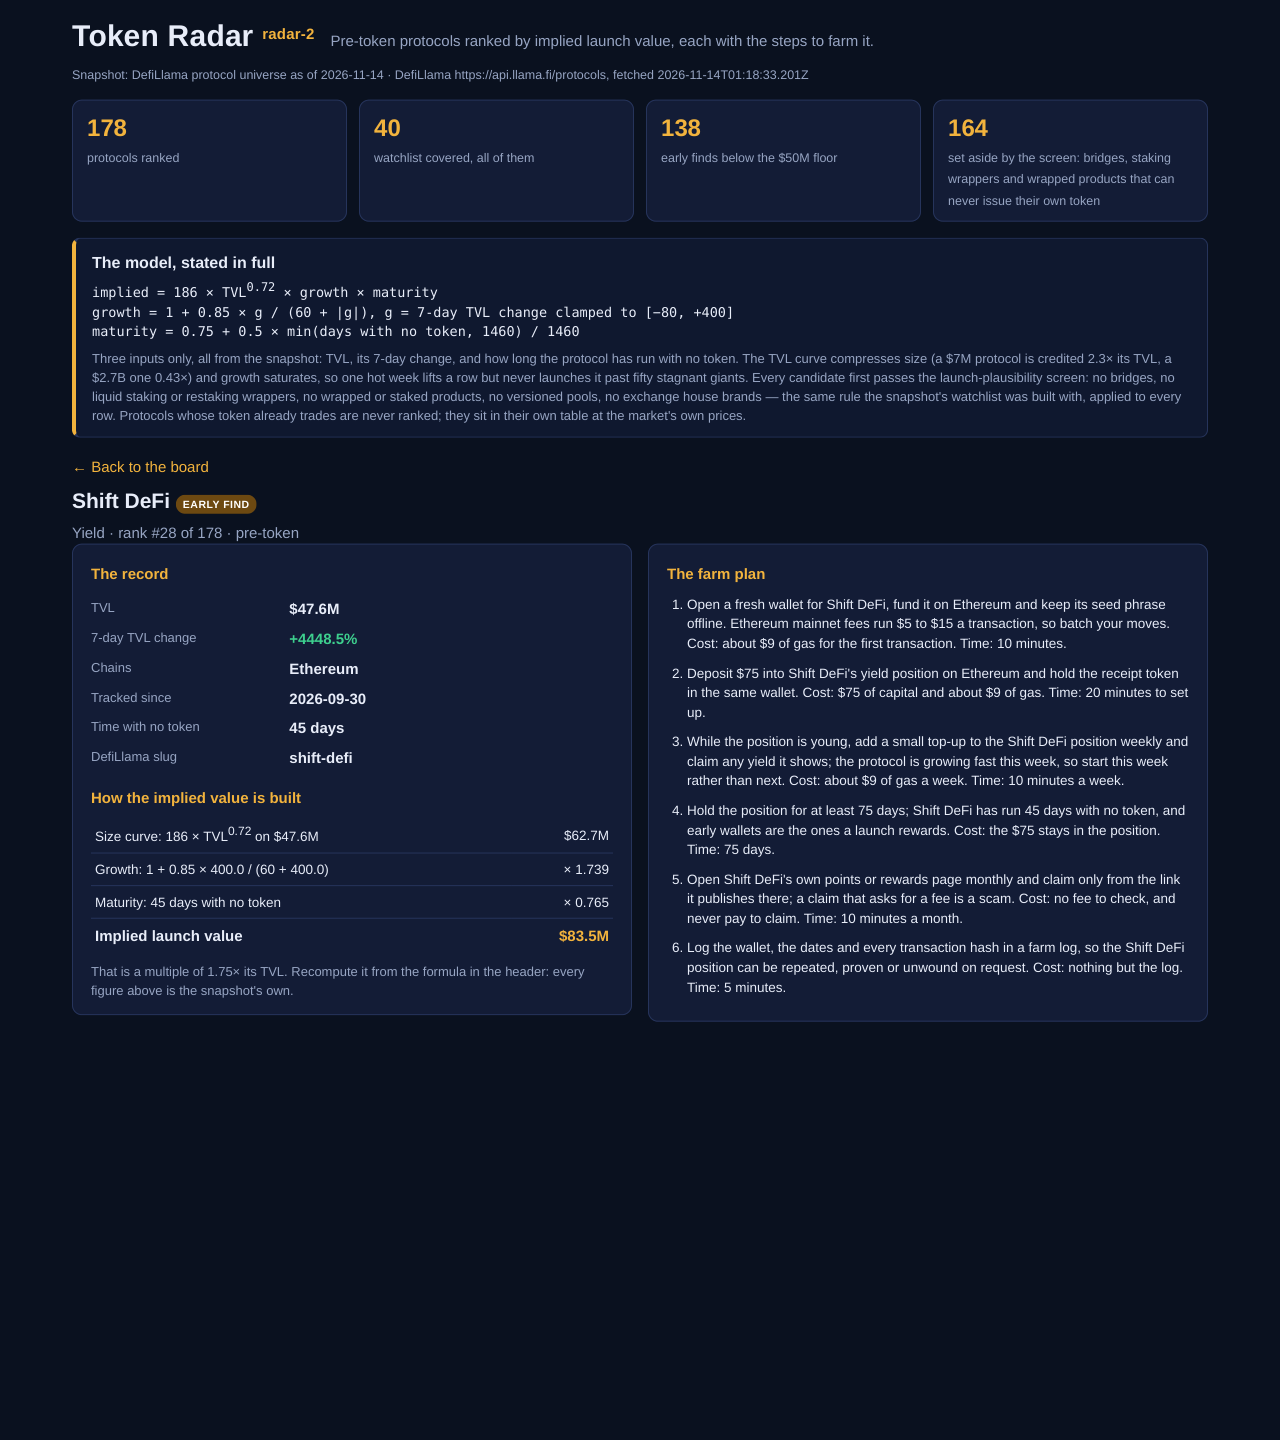 Token Radar radar-2 Pre-token protocols ranked by implied launch value, each with the steps to farm it.
Snapshot: DefiLlama protocol universe as of 2026-11-14 · DefiLlama https://api.llama.fi/protocols, fetched 2026-11-14T01:18:33.201Z
178
protocols ranked
40
watchlist covered, all of them
138
early finds below the $50M floor
164
set aside by the screen: bridges, staking
wrappers and wrapped products that can
never issue their own token
The model, stated in full
implied = 186 × TVL^0.72 × growth × maturity
growth = 1 + 0.85 × g / (60 + |g|), g = 7-day TVL change clamped to [−80, +400]
maturity = 0.75 + 0.5 × min(days with no token, 1460) / 1460
Three inputs only, all from the snapshot: TVL, its 7-day change, and how long the protocol has run with no token. The TVL curve compresses size (a $7M protocol is credited 2.3× its TVL, a
$2.7B one 0.43×) and growth saturates, so one hot week lifts a row but never launches it past fifty stagnant giants. Every candidate first passes the launch-plausibility screen: no bridges, no
liquid staking or restaking wrappers, no wrapped or staked products, no versioned pools, no exchange house brands — the same rule the snapshot's watchlist was built with, applied to every
row. Protocols whose token already trades are never ranked; they sit in their own table at the market's own prices.
← Back to the board
Shift DeFi EARLY FIND
Yield · rank #28 of 178 · pre-token
The record
TVL $47.6M
7-day TVL change +4448.5%
Chains Ethereum
Tracked since 2026-09-30
Time with no token 45 days
DefiLlama slug shift-defi
How the implied value is built
Size curve: 186 × TVL^0.72 on $47.6M $62.7M
Growth: 1 + 0.85 × 400.0 / (60 + 400.0) × 1.739
Maturity: 45 days with no token × 0.765
Implied launch value $83.5M
That is a multiple of 1.75× its TVL. Recompute it from the formula in the header: every
figure above is the snapshot's own.
The farm plan
1. Open a fresh wallet for Shift DeFi, fund it on Ethereum and keep its seed phrase
offline. Ethereum mainnet fees run $5 to $15 a transaction, so batch your moves.
Cost: about $9 of gas for the first transaction. Time: 10 minutes.
2. Deposit $75 into Shift DeFi's yield position on Ethereum and hold the receipt token
in the same wallet. Cost: $75 of capital and about $9 of gas. Time: 20 minutes to set
up.
3. While the position is young, add a small top-up to the Shift DeFi position weekly and
claim any yield it shows; the protocol is growing fast this week, so start this week
rather than next. Cost: about $9 of gas a week. Time: 10 minutes a week.
4. Hold the position for at least 75 days; Shift DeFi has run 45 days with no token, and
early wallets are the ones a launch rewards. Cost: the $75 stays in the position.
Time: 75 days.
5. Open Shift DeFi's own points or rewards page monthly and claim only from the link
it publishes there; a claim that asks for a fee is a scam. Cost: no fee to check, and
never pay to claim. Time: 10 minutes a month.
6. Log the wallet, the dates and every transaction hash in a farm log, so the Shift DeFi
position can be repeated, proven or unwound on request. Cost: nothing but the log.
Time: 5 minutes.